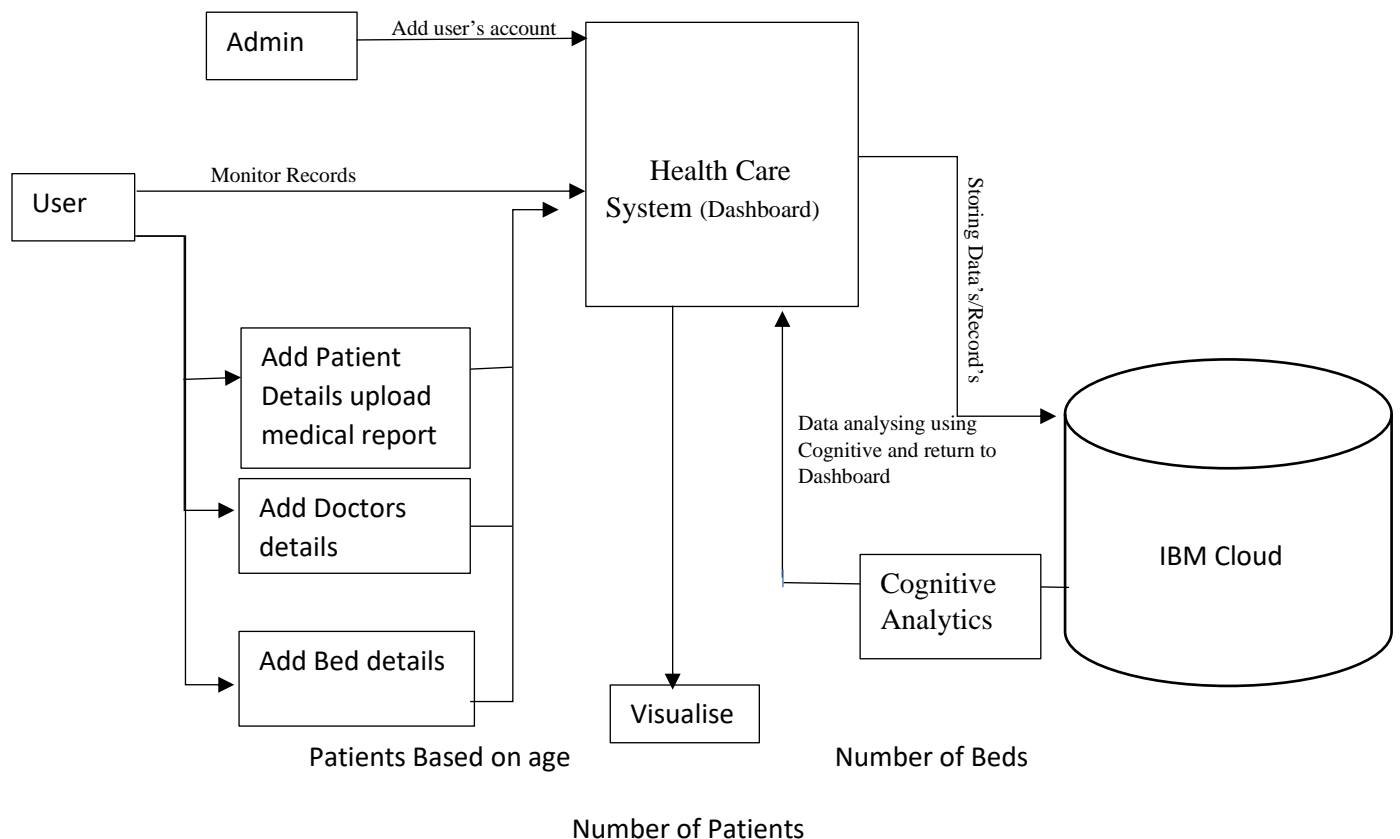 Admin
Add user’s account
Health Care
System (Dashboard)
Monitor Records
User
Storing Data’s/Record’s
Add Patient
Details upload
medical report
Data analysing using
Cognitive and return to
Dashboard
Add Doctors
details
IBM Cloud
Cognitive
Analytics
Add Bed details
Visualise
Patients Based on age
Number of Beds
Number of Patients